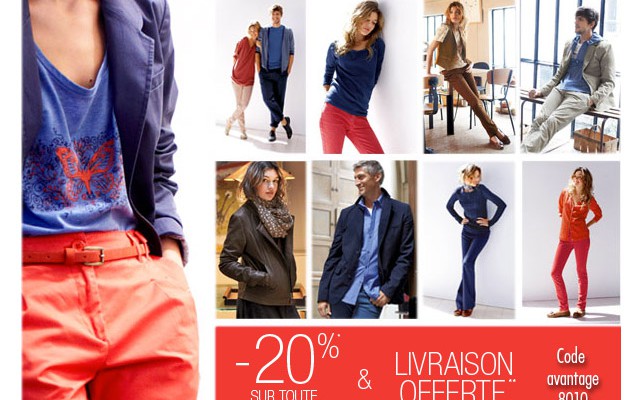 -20%*
SUR TOUTE
&
LIVRAISON
OFFERTE**
Code
avantage
8010